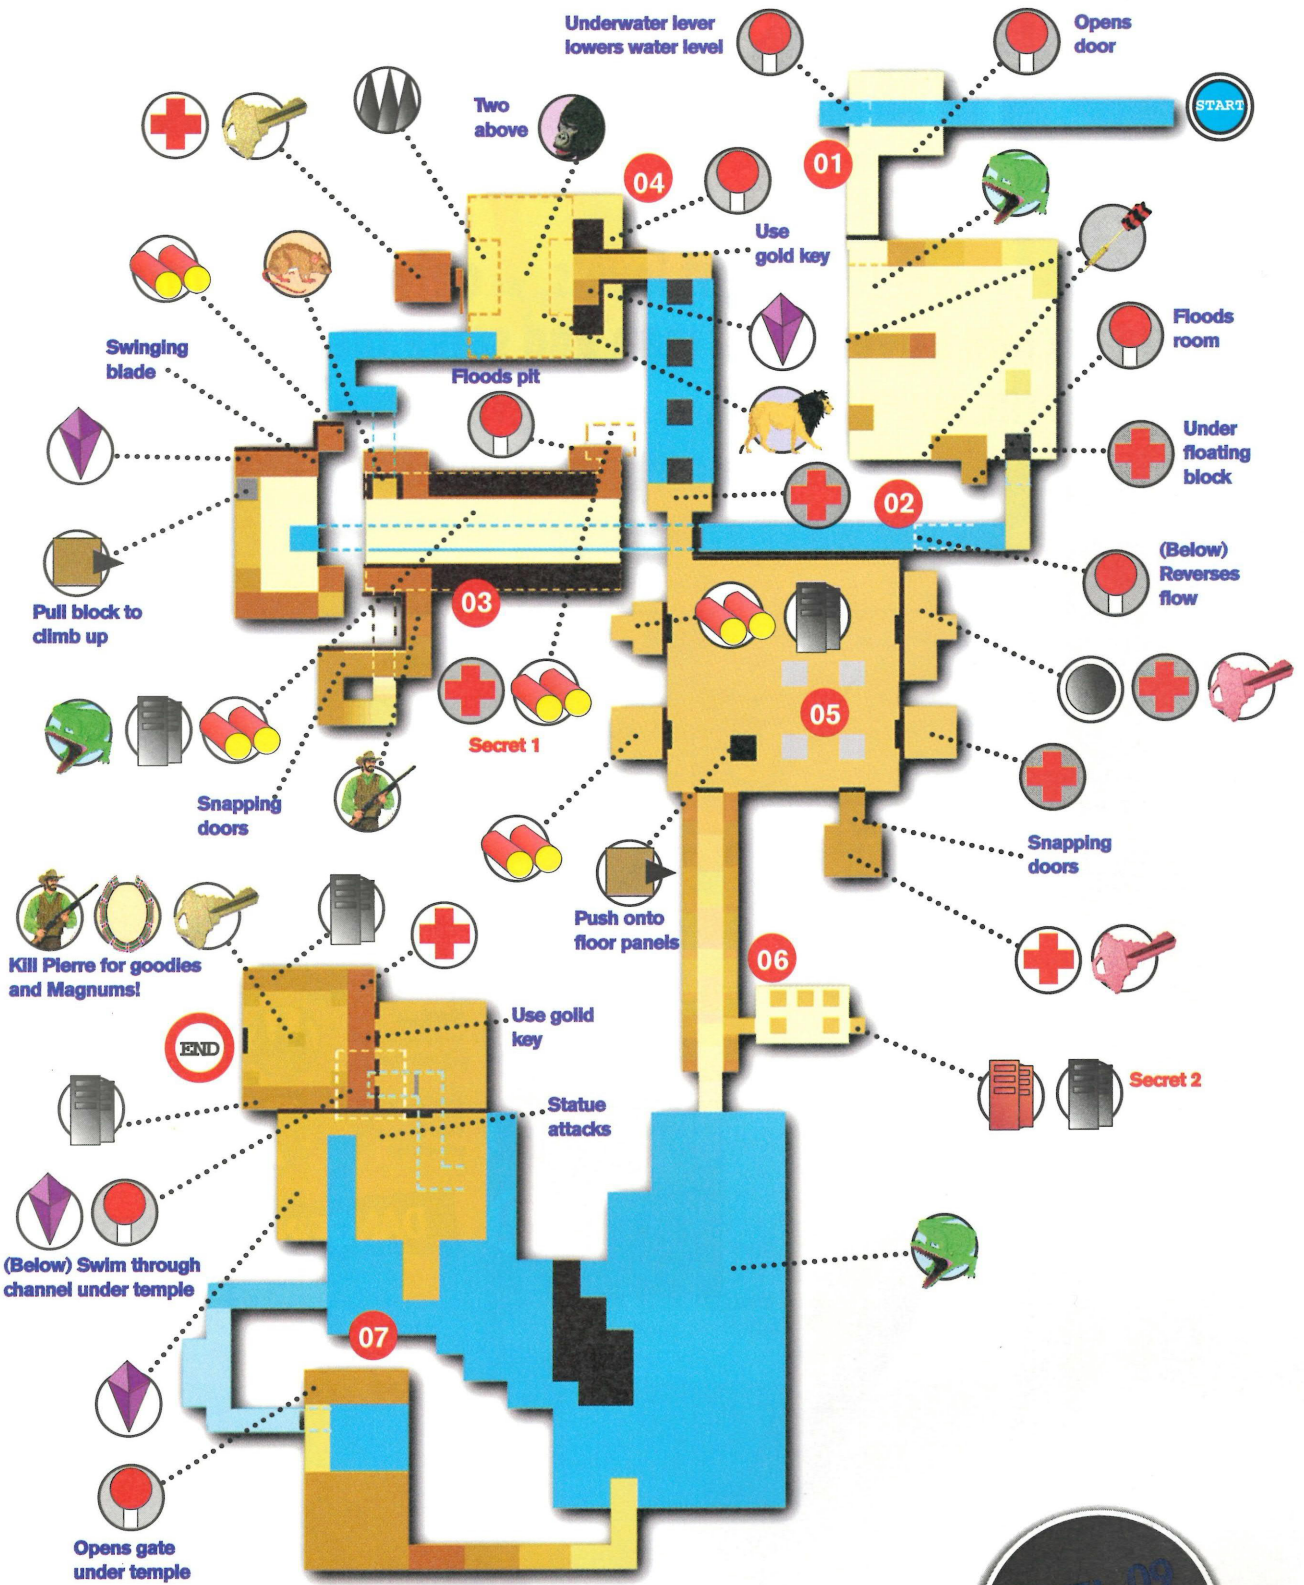 Underwater lever
lowers water level
Opens
door
START
Two
above
01
04
Use
gold key
Floods
room
Swinging
blade
Floods pit
Under
floating
block
02
(Below)
Reverses
flow
Pull block to
climb up
03
05
Secret 1
Snapping
doors
Snapping
doors
Push onto
floor panels
Kill Pierre for goodies
and Magnums!
06
Use golid
key
END
Secret 2
Statue
attacks
(Below) Swim through
channel under temple
07
Opens gate
under temple
09